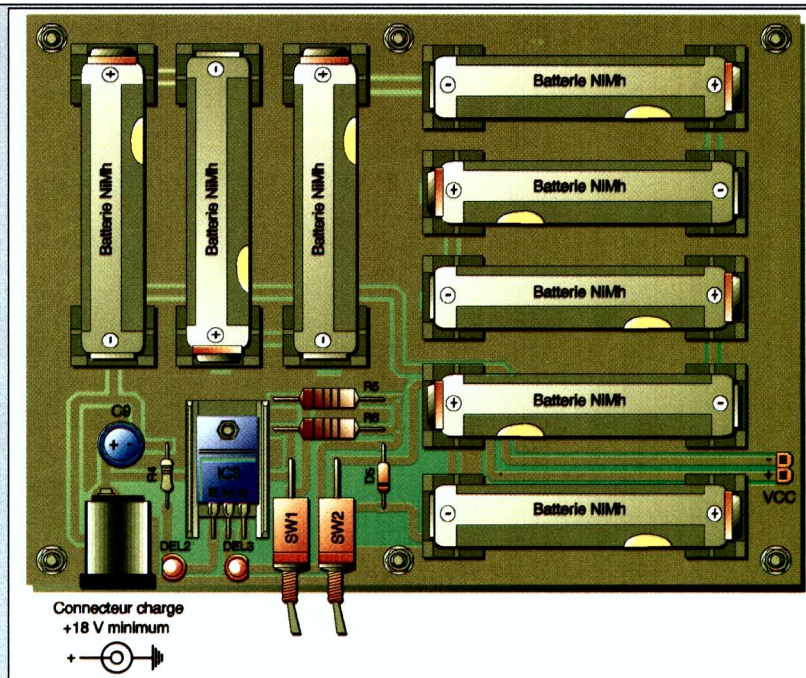 Batterie NiMh
Batterie NiMh
Batterie NiMh
Batterie NiMh
Batterie NiMh
Batterie NiMh
Batterie NiMh
Batterie NiMh
C9
R4
IC3
R5
R6
D5
SW1
SW2
DEL2
DEL3
VCC
Connecteur charge
+18 V minimum